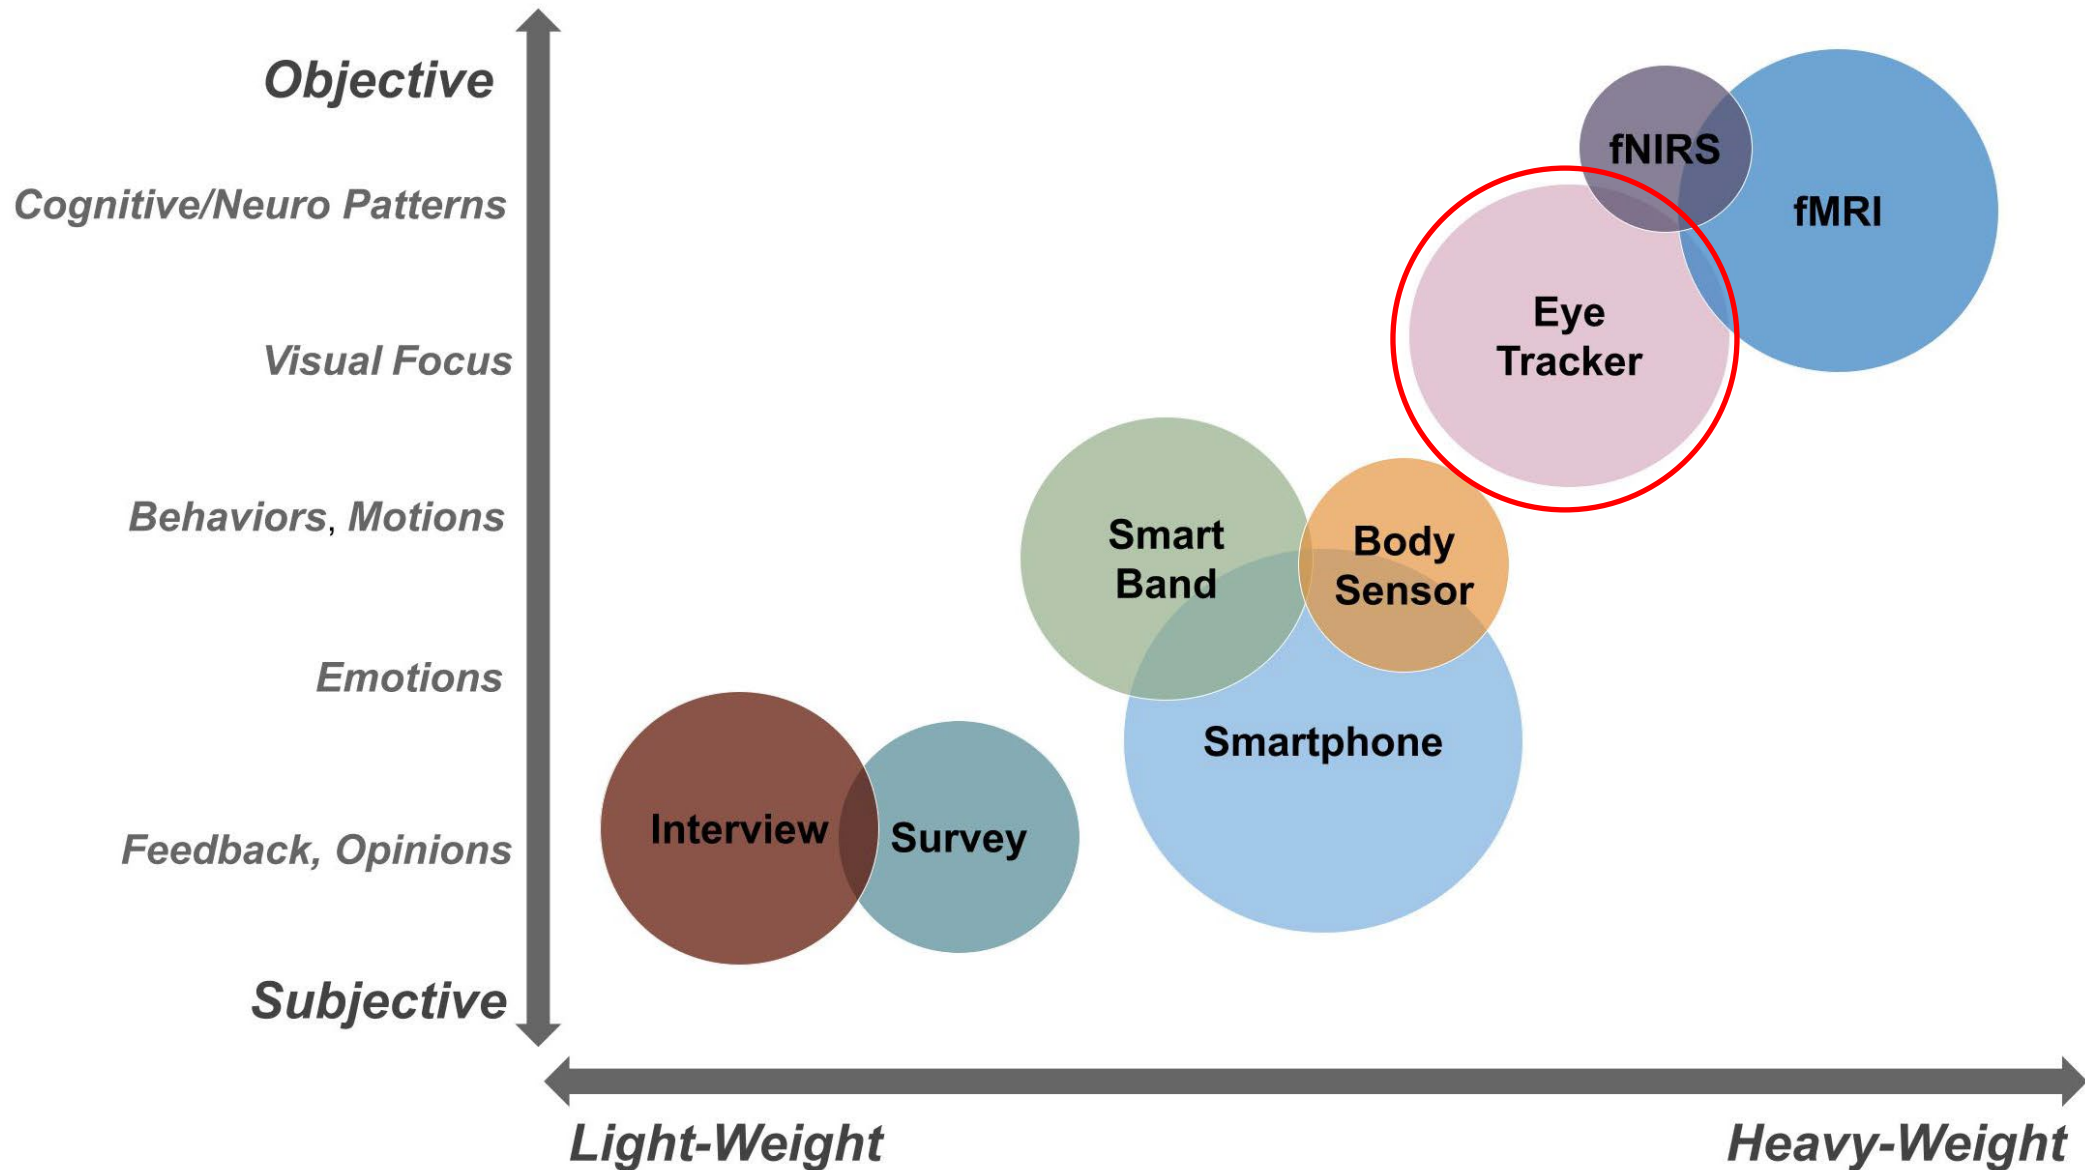 Objective
Cognitive/Neuro Patterns
Visual Focus
Behaviors, Motions
Emotions
Feedback, Opinions
Subjective
fNIRS
fMRI
Eye
Tracker
Smart
Band
Body
Sensor
Smartphone
Interview
Survey
Light-Weight
Heavy-Weight